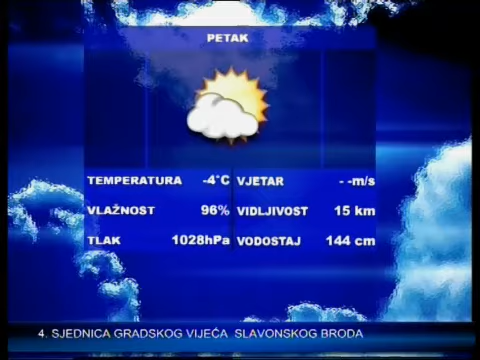 PETAK
TEMPERATURA -4°C VJETAR - -m/s
VLAŽNOST 96% VIDLJIVOST 15 km
TLAK 1028hPa VODOSTAJ 144 cm
4. SJEDNICA GRADSKOG VIJEĆA SLAVONSKOG BRODA